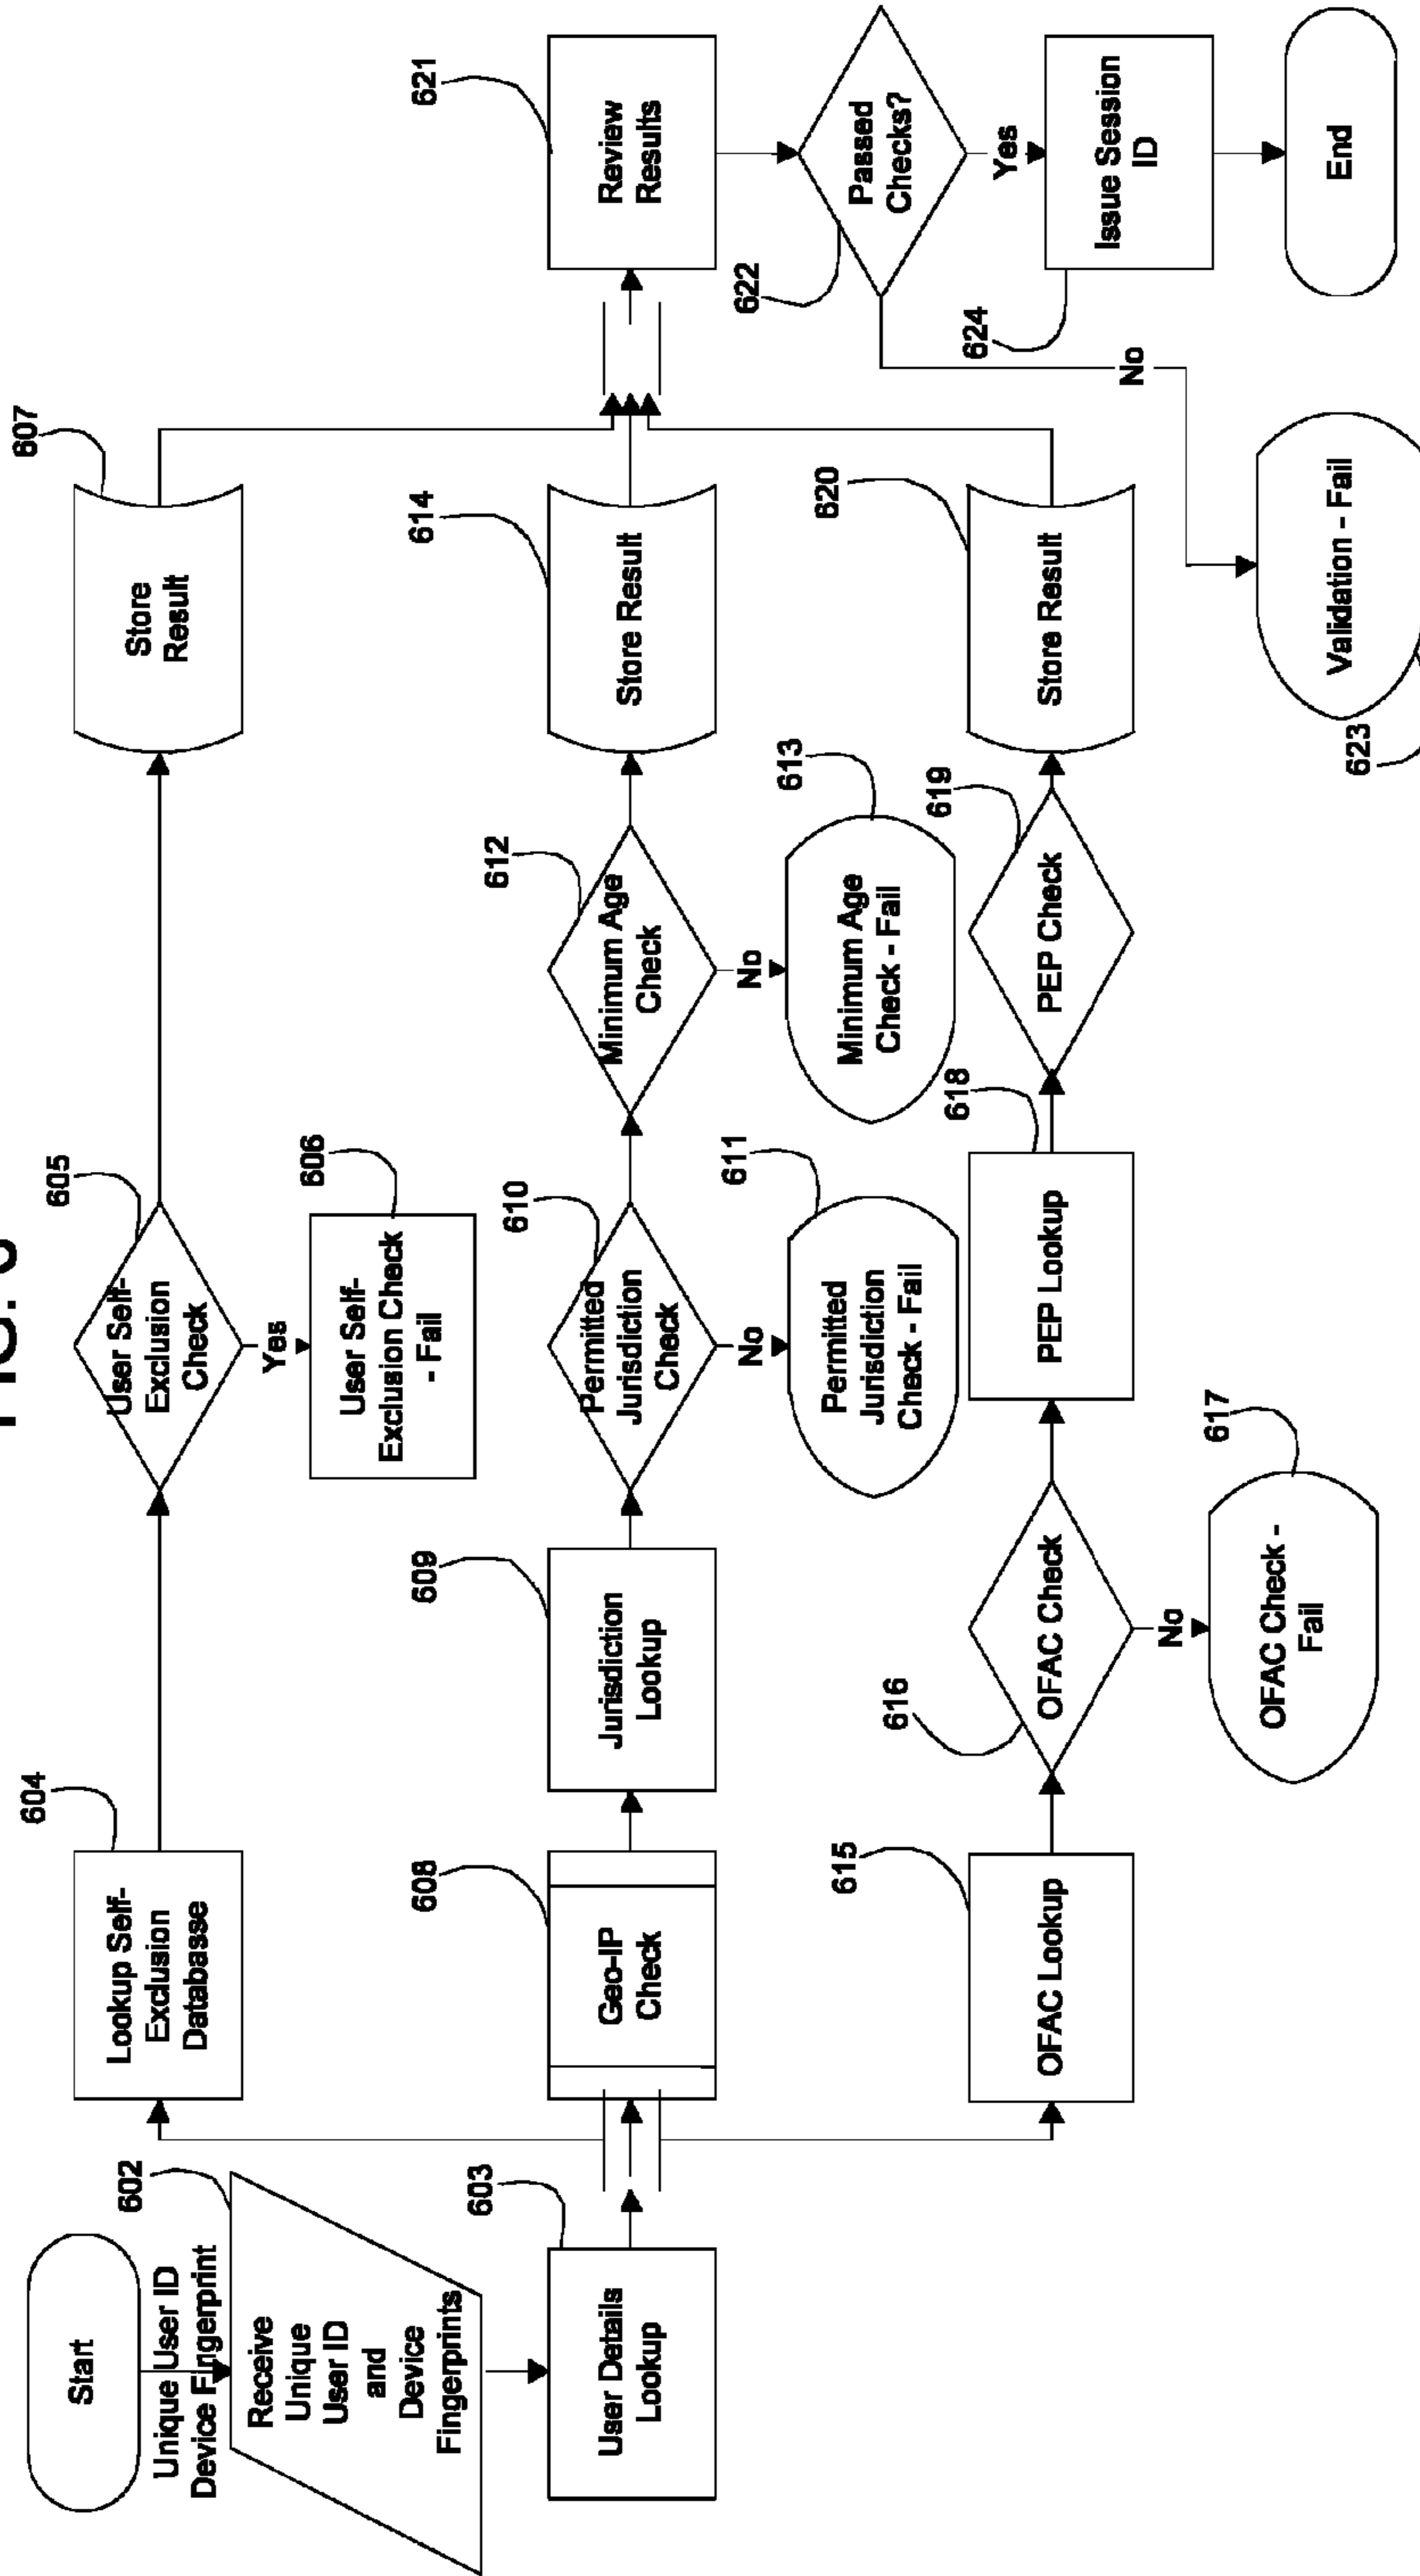 Start
Unique User ID
Device Fingerprint
602
Receive
Unique
User ID
and
Device
Fingerprints
603
User Details
Lookup
604
Lookup Self-
Exclusion
Databasse
605
User Self-
Exclusion
Check
Yes
606
User Self-
Exclusion Check
- Fail
607
Store
Result
608
Geo-IP
Check
609
Jurisdiction
Lookup
610
Permitted
Jurisdiction
Check
No
611
Permitted
Jurisdiction
Check - Fail
612
Minimum Age
Check
No
613
Minimum Age
Check - Fail
614
Store Result
615
OFAC Lookup
616
OFAC Check
No
617
OFAC Check -
Fail
618
PEP Lookup
619
PEP Check
620
Store Result
621
Review
Results
622
Passed
Checks?
No
623
Validation - Fail
Yes
624
Issue Session
ID
End